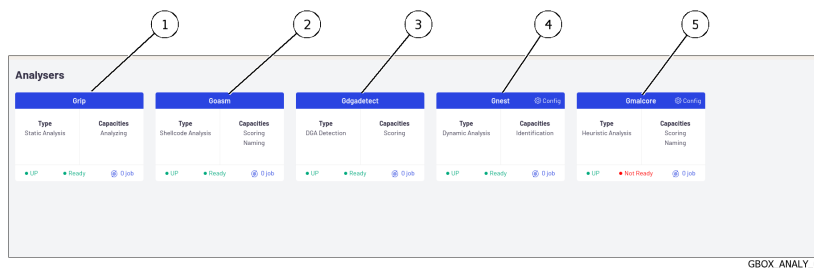 1 2 3 4 5
Analysers
Grip
Type Capacities
Static Analysis Analyzing
UP Ready 0 job
Goasm
Type Capacities
Shellcode Analysis Scoring
Naming
UP Ready 0 job
Gdgadetect
Type Capacities
DGA Detection Scoring
UP Ready 0 job
Gnest Config
Type Capacities
Dynamic Analysis Identification
UP Ready 0 job
Gmalcore Config
Type Capacities
Heuristic Analysis Scoring
Naming
UP Not Ready 0 job
GBOX_ANALY_